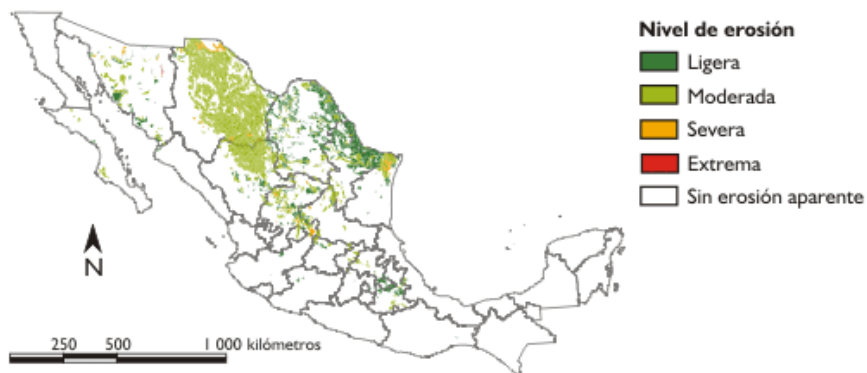 Nivel de erosión
Ligera
Moderada
Severa
Extrema
Sin erosión aparente
N
250 500 1 000 kilómetros